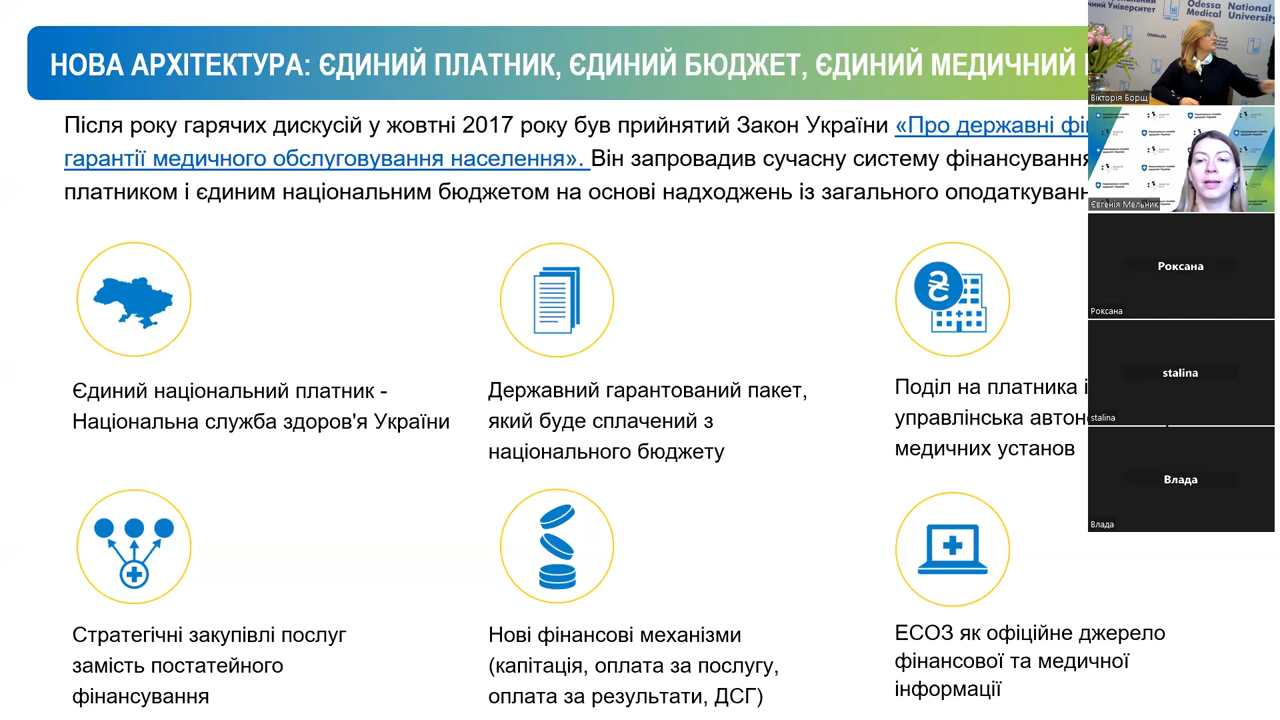 НОВА АРХІТЕКТУРА: ЄДИНИЙ ПЛАТНИК, ЄДИНИЙ БЮДЖЕТ, ЄДИНИЙ МЕДИЧНИЙ
Після року гарячих дискусій у жовтні 2017 року був прийнятий Закон України «Про державні
гарантії медичного обслуговування населення». Він запровадив сучасну систему фінансування
платником і єдиним національним бюджетом на основі надходжень із загального
Єдиний національний платник -
Національна служба здоров'я України
Державний гарантований пакет,
який буде сплачений з
національного бюджету
Поділ на платника і
управлінська
медичних установ
Стратегічні закупівлі послуг
замість постатейного
фінансування
Нові фінансові механізми
(капітація, оплата за послугу,
оплата за результати, ДСГ)
ЕСОЗ як офіційне джерело
фінансової та медичної
інформації
Odessa National
Medical University
Вікторія Борщ
Євгенія Мельник
Роксана
Роксана
stalina
stalina
Влада
Влада